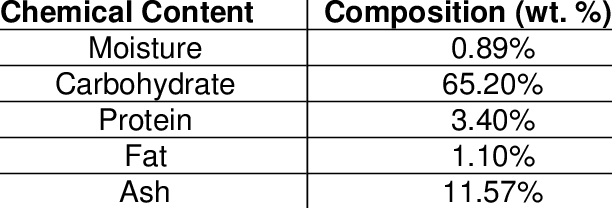 Chemical Content Composition (wt. %)
Moisture 0.89%
Carbohydrate 65.20%
Protein 3.40%
Fat 1.10%
Ash 11.57%